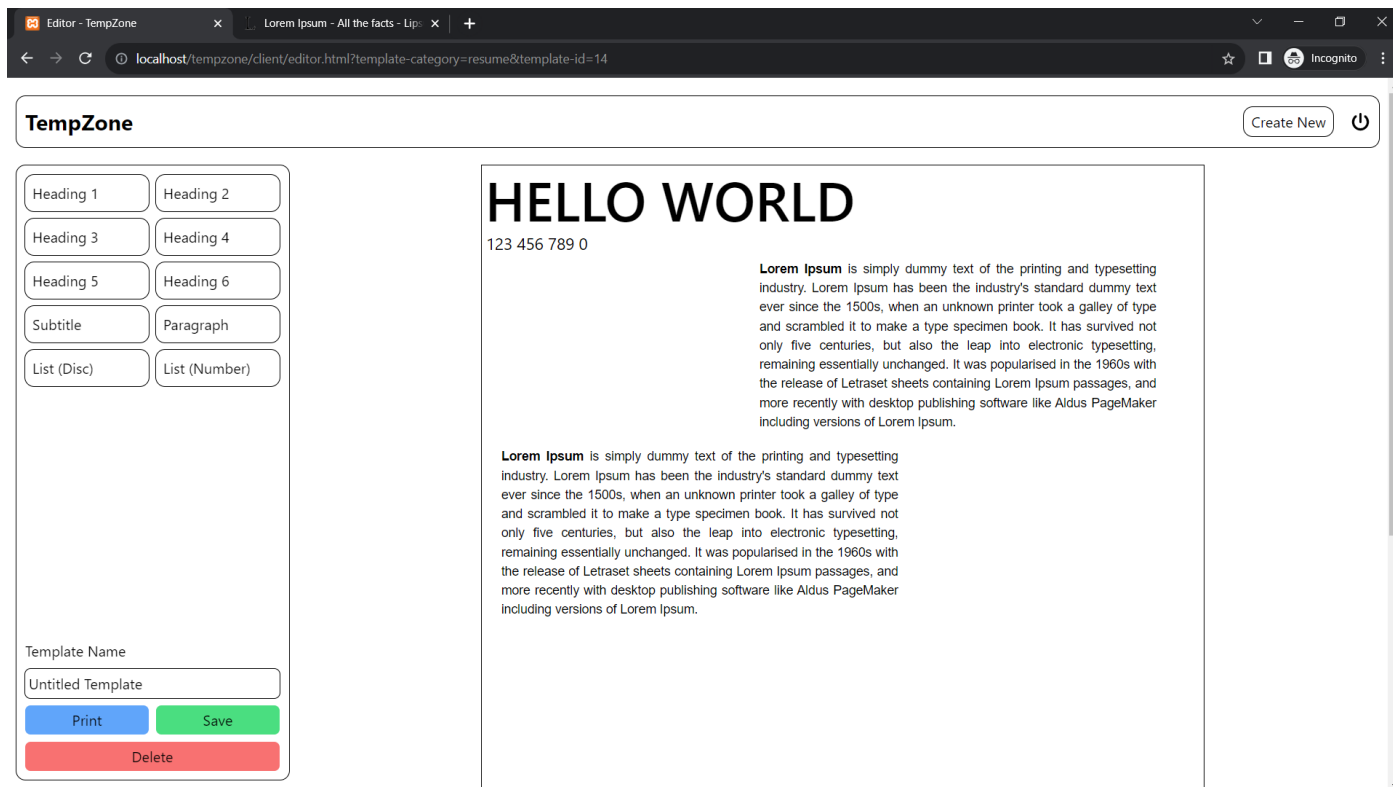 Editor - TempZone
Lorem Ipsum - All the facts - Lips
localhost/tempzone/client/editor.html?template-category=resume&template-id=14
Incognito
TempZone
Create New
Heading 1
Heading 2
Heading 3
Heading 4
Heading 5
Heading 6
Subtitle
Paragraph
List (Disc)
List (Number)
Template Name
Untitled Template
Print
Save
Delete
HELLO WORLD
123 456 789 0
Lorem Ipsum is simply dummy text of the printing and typesetting
industry. Lorem Ipsum has been the industry's standard dummy text
ever since the 1500s, when an unknown printer took a galley of type
and scrambled it to make a type specimen book. It has survived not
only five centuries, but also the leap into electronic typesetting,
remaining essentially unchanged. It was popularised in the 1960s with
the release of Letraset sheets containing Lorem Ipsum passages, and
more recently with desktop publishing software like Aldus PageMaker
including versions of Lorem Ipsum.
Lorem Ipsum is simply dummy text of the printing and typesetting
industry. Lorem Ipsum has been the industry's standard dummy text
ever since the 1500s, when an unknown printer took a galley of type
and scrambled it to make a type specimen book. It has survived not
only five centuries, but also the leap into electronic typesetting,
remaining essentially unchanged. It was popularised in the 1960s with
the release of Letraset sheets containing Lorem Ipsum passages, and
more recently with desktop publishing software like Aldus PageMaker
including versions of Lorem Ipsum.